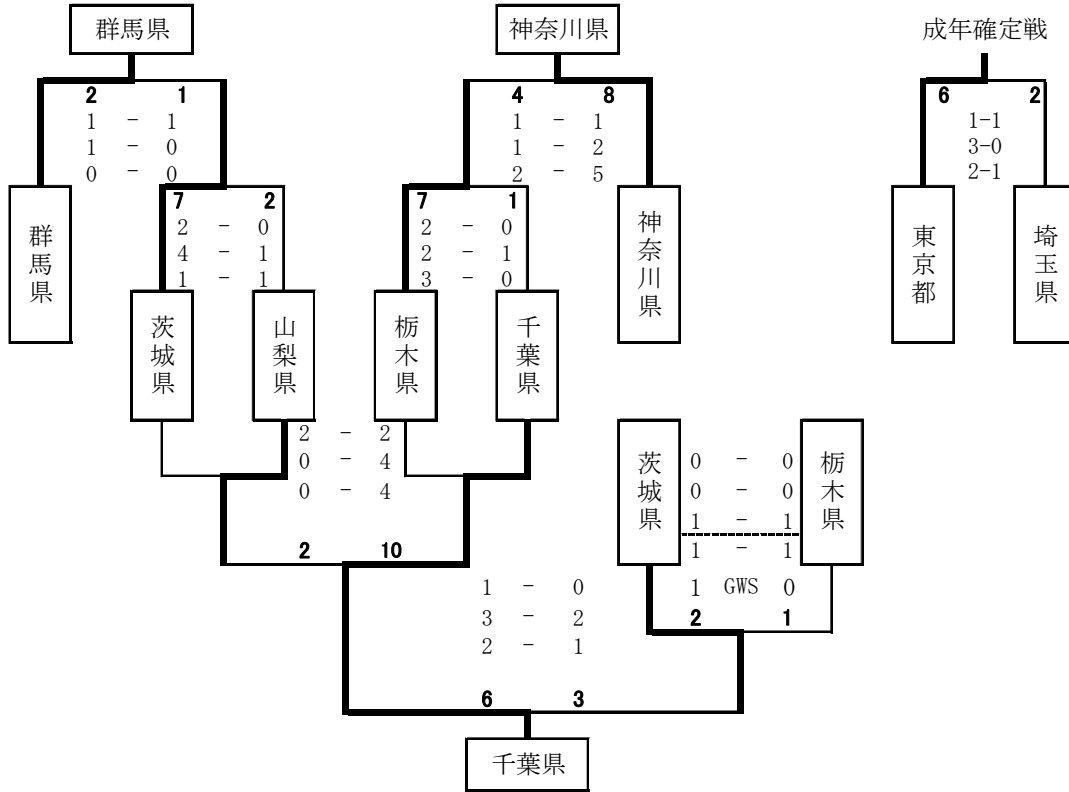 群馬県 神奈川県 成年確定戦
2 1 4 8 6 2
1 - 1 1 - 1 1-1
1 - 0 1 - 2 3-0
0 - 0 2 - 5 2-1
群馬県 7 2 7 1 神奈川県 東京都 埼玉県
2 - 0 2 - 0
4 - 1 2 - 1
1 - 1 3 - 0
茨城県 山梨県 栃木県 千葉県
2 - 2
0 - 4
0 - 4
2 10
茨城県 栃木県
0 - 0
0 - 0
1 - 1
1 - 1
1 GWS 0
2 1
1 - 0
3 - 2
2 - 1
6 3
千葉県